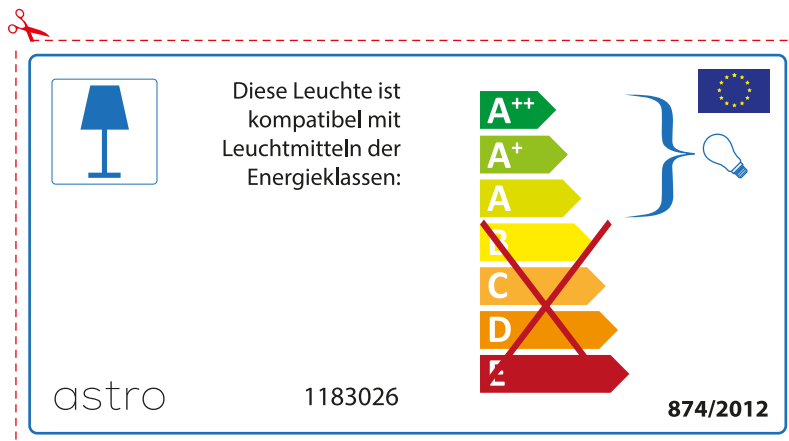 Diese Leuchte ist
kompatibel mit
Leuchtmitteln der
Energieklassen:
A++
A+
A
B
C
D
E
astro
1183026
874/2012